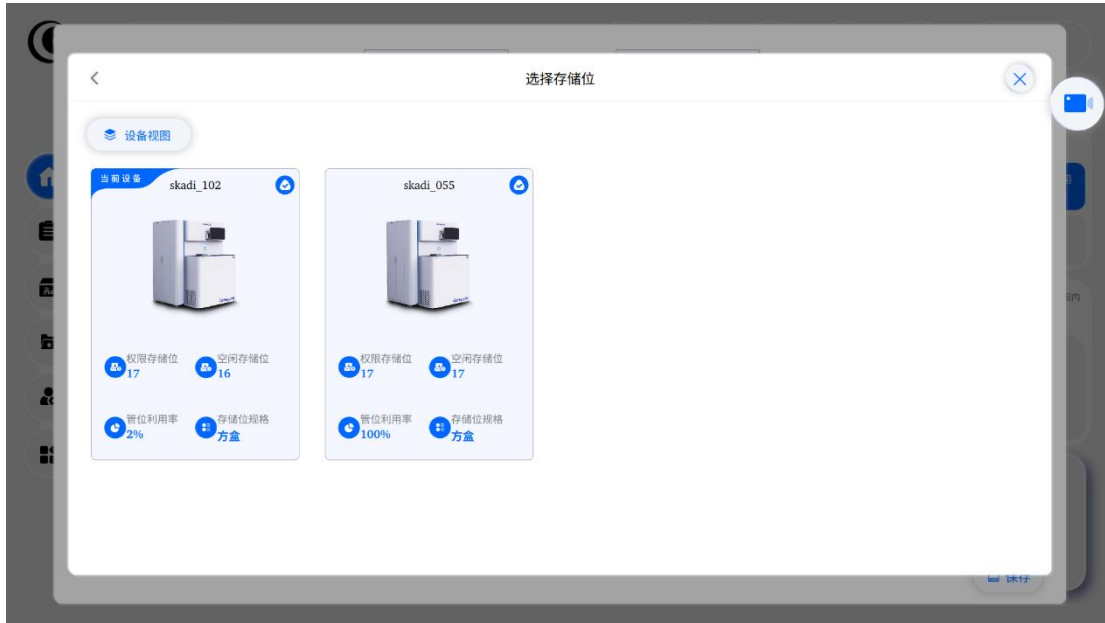 选择存储位
设备视图
当前设备
skadi_102
skadi_055
权限存储位
17
空闲存储位
16
管位利用率
2%
存储位规格
方盒
权限存储位
17
空闲存储位
17
管位利用率
100%
存储位规格
方盒
保存